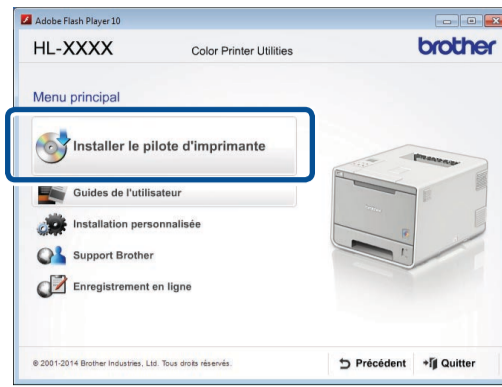 Adobe Flash Player 10
HL-XXXX
Color Printer Utilities
brother
Menu principal
Installer le pilote d'imprimante
Guides de l'utilisateur
Installation personnalisée
Support Brother
Enregistrement en ligne
© 2001-2014 Brother Industries, Ltd. Tous droits réservés.
Précédent
Quitter